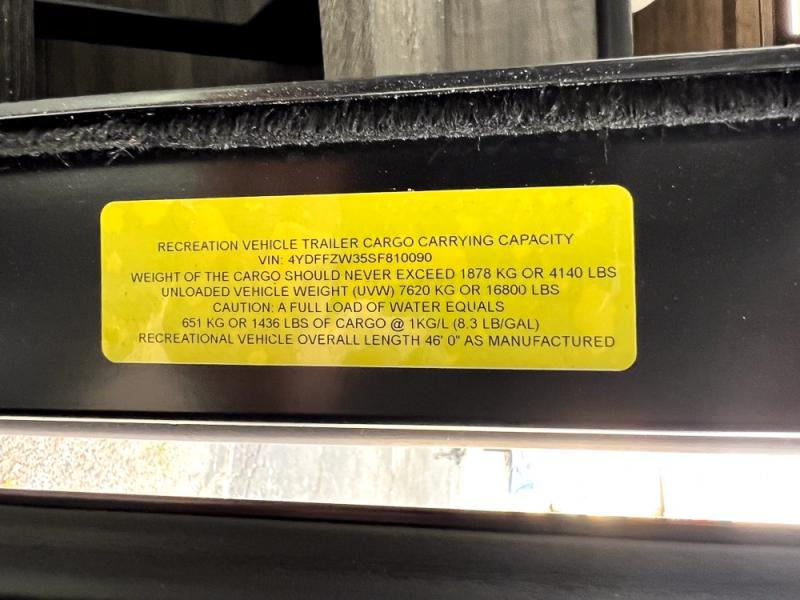 RECREATION VEHICLE TRAILER CARGO CARRYING CAPACITY
VIN: 4YDFFZW35SF810090
WEIGHT OF THE CARGO SHOULD NEVER EXCEED 1878 KG OR 4140 LBS
UNLOADED VEHICLE WEIGHT (UVW) 7620 KG OR 16800 LBS
CAUTION: A FULL LOAD OF WATER EQUALS
651 KG OR 1436 LBS OF CARGO @ 1KG/L (8.3 LB/GAL)
RECREATIONAL VEHICLE OVERALL LENGTH 46' 0" AS MANUFACTURED